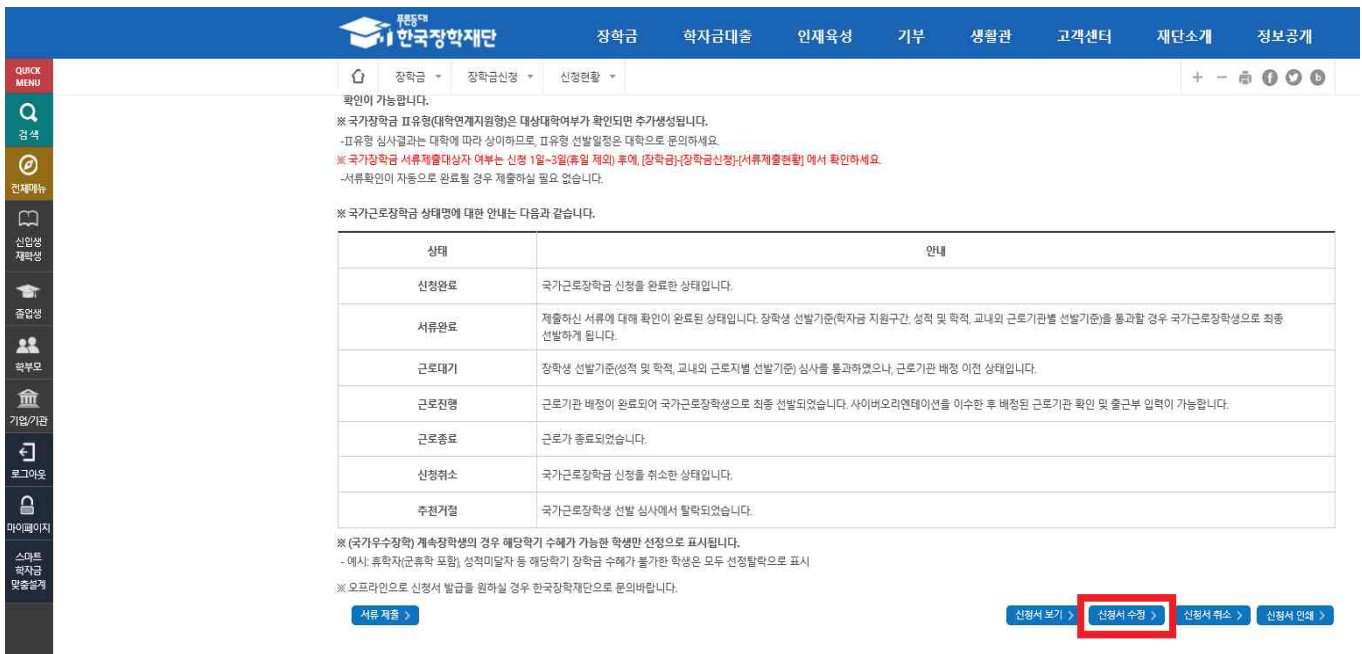 푸른등대
한국장학재단
장학금 학자금대출 인재육성 기부 생활관 고객센터 재단소개 정보공개
QUICK
MENU
검색
전체메뉴
신입생
재학생
졸업생
학부모
기업/기관
로그아웃
마이페이지
스마트
학자금
맞춤설계
장학금 장학금신청 신청현황
확인이 가능합니다.
※ 국가장학금 II유형(대학연계지원형)은 대상대학여부가 확인되면 추가생성됩니다.
-II유형 심사결과는 대학에 따라 상이하므로, II유형 선발일정은 대학으로 문의하세요.
※ 국가장학금 서류제출대상자 여부는 신청 1일~3일(휴일 제외) 후에, [장학금]-[장학금신청]-[서류제출현황] 에서 확인하세요.
-서류확인이 자동으로 완료될 경우 제출하실 필요 없습니다.
※ 국가근로장학금 상태명에 대한 안내는 다음과 같습니다.
상태 안내
신청완료 국가근로장학금 신청을 완료한 상태입니다.
서류완료 제출하신 서류에 대해 확인이 완료된 상태입니다. 장학생 선발기준(학자금 지원구간, 성적 및 학적, 교내외 근로기관별 선발기준)을 통과할 경우 국가근로장학생으로 최종
선발하게 됩니다.
근로대기 장학생 선발기준(성적 및 학적, 교내외 근로지별 선발기준) 심사를 통과하였으나, 근로기관 배정 이전 상태입니다.
근로진행 근로기관 배정이 완료되어 국가근로장학생으로 최종 선발되었습니다. 사이버오리엔테이션을 이수한 후 배정된 근로기관 확인 및 출근부 입력이 가능합니다.
근로종료 근로가 종료되었습니다.
신청취소 국가근로장학금 신청을 취소한 상태입니다.
추천거절 국가근로장학생 선발 심사에서 탈락되었습니다.
※ (국가우수장학) 계속장학생의 경우 해당학기 수혜가 가능한 학생만 선정으로 표시됩니다.
- 예시: 휴학자(군휴학 포함), 성적미달자 등 해당학기 장학금 수혜가 불가한 학생은 모두 선정탈락으로 표시
※ 오프라인으로 신청서 발급을 원하실 경우 한국장학재단으로 문의바랍니다.
서류 제출 > 신청서 보기 > 신청서 수정 > 신청서 취소 > 신청서 인쇄 >